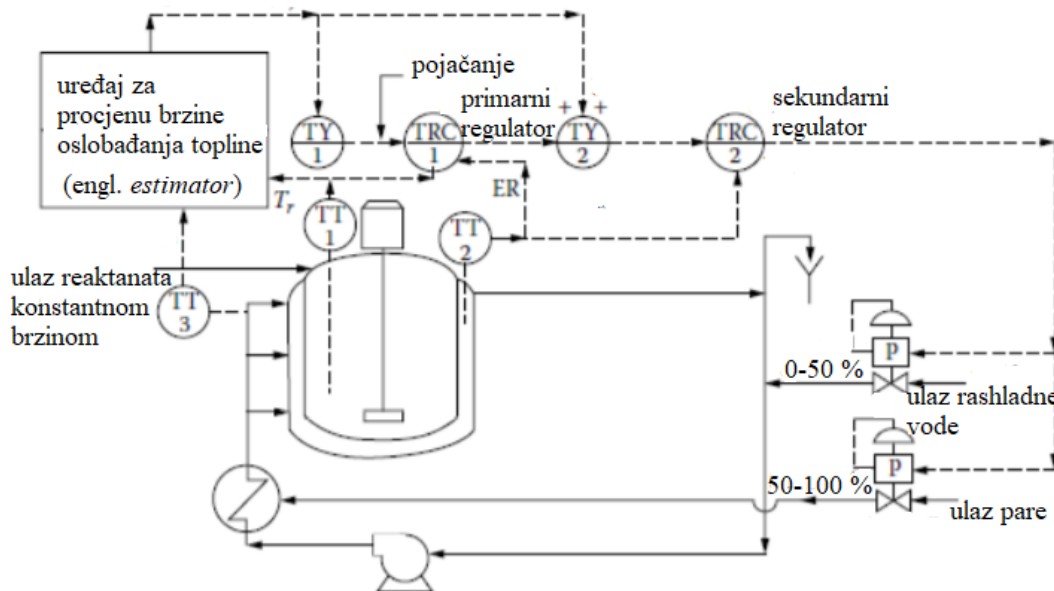 uređaj za
procjenu brzine
oslobađanja topline
(engl. estimator)
pojačanje
TY
1
TRC
1
primarni
regulator
+ +
TY
2
TRC
2
sekundarni
regulator
Tr
ER
TT
1
TT
2
ulaz reaktanata
konstantnom
brzinom
TT
3
P
0-50 %
ulaz rashladne
vode
P
50-100 %
ulaz pare